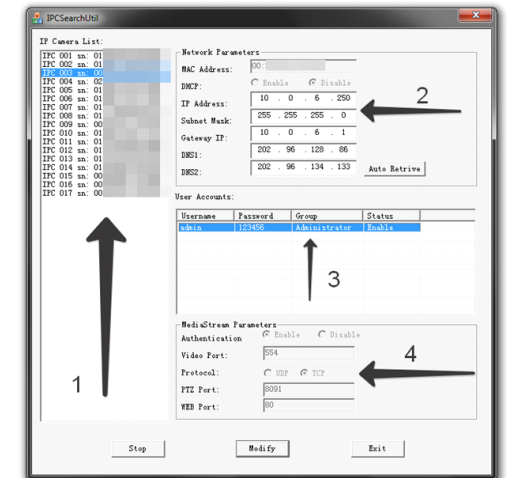 IPCSearchUtil
IP Camera List:
IPC 001 sn: 01
IPC 002 sn: 01
IPC 003 sn: 00
IPC 004 sn: 02
IPC 005 sn: 01
IPC 006 sn: 01
IPC 007 sn: 01
IPC 008 sn: 01
IPC 009 sn: 00
IPC 010 sn: 01
IPC 011 sn: 01
IPC 012 sn: 01
IPC 013 sn: 01
IPC 014 sn: 01
IPC 015 sn: 00
IPC 016 sn: 00
IPC 017 sn: 00
1
Network Parameters
MAC Address: 00:
DHCP: Enable Disable
IP Address: 10 . 0 . 6 . 250
2
Subnet Mask: 255 . 255 . 255 . 0
Gateway IP: 10 . 0 . 6 . 1
DNS1: 202 . 96 . 128 . 86
DNS2: 202 . 96 . 134 . 133 Auto Retrive
User Accounts:
Username Password Group Status
admin 123456 Administrator Enable
3
MediaStream Parameters
Authentication Enable Disable
Video Port: 554
4
Protocol: UDP TCP
PTZ Port: 8091
WEB Port: 80
Stop Modify Exit